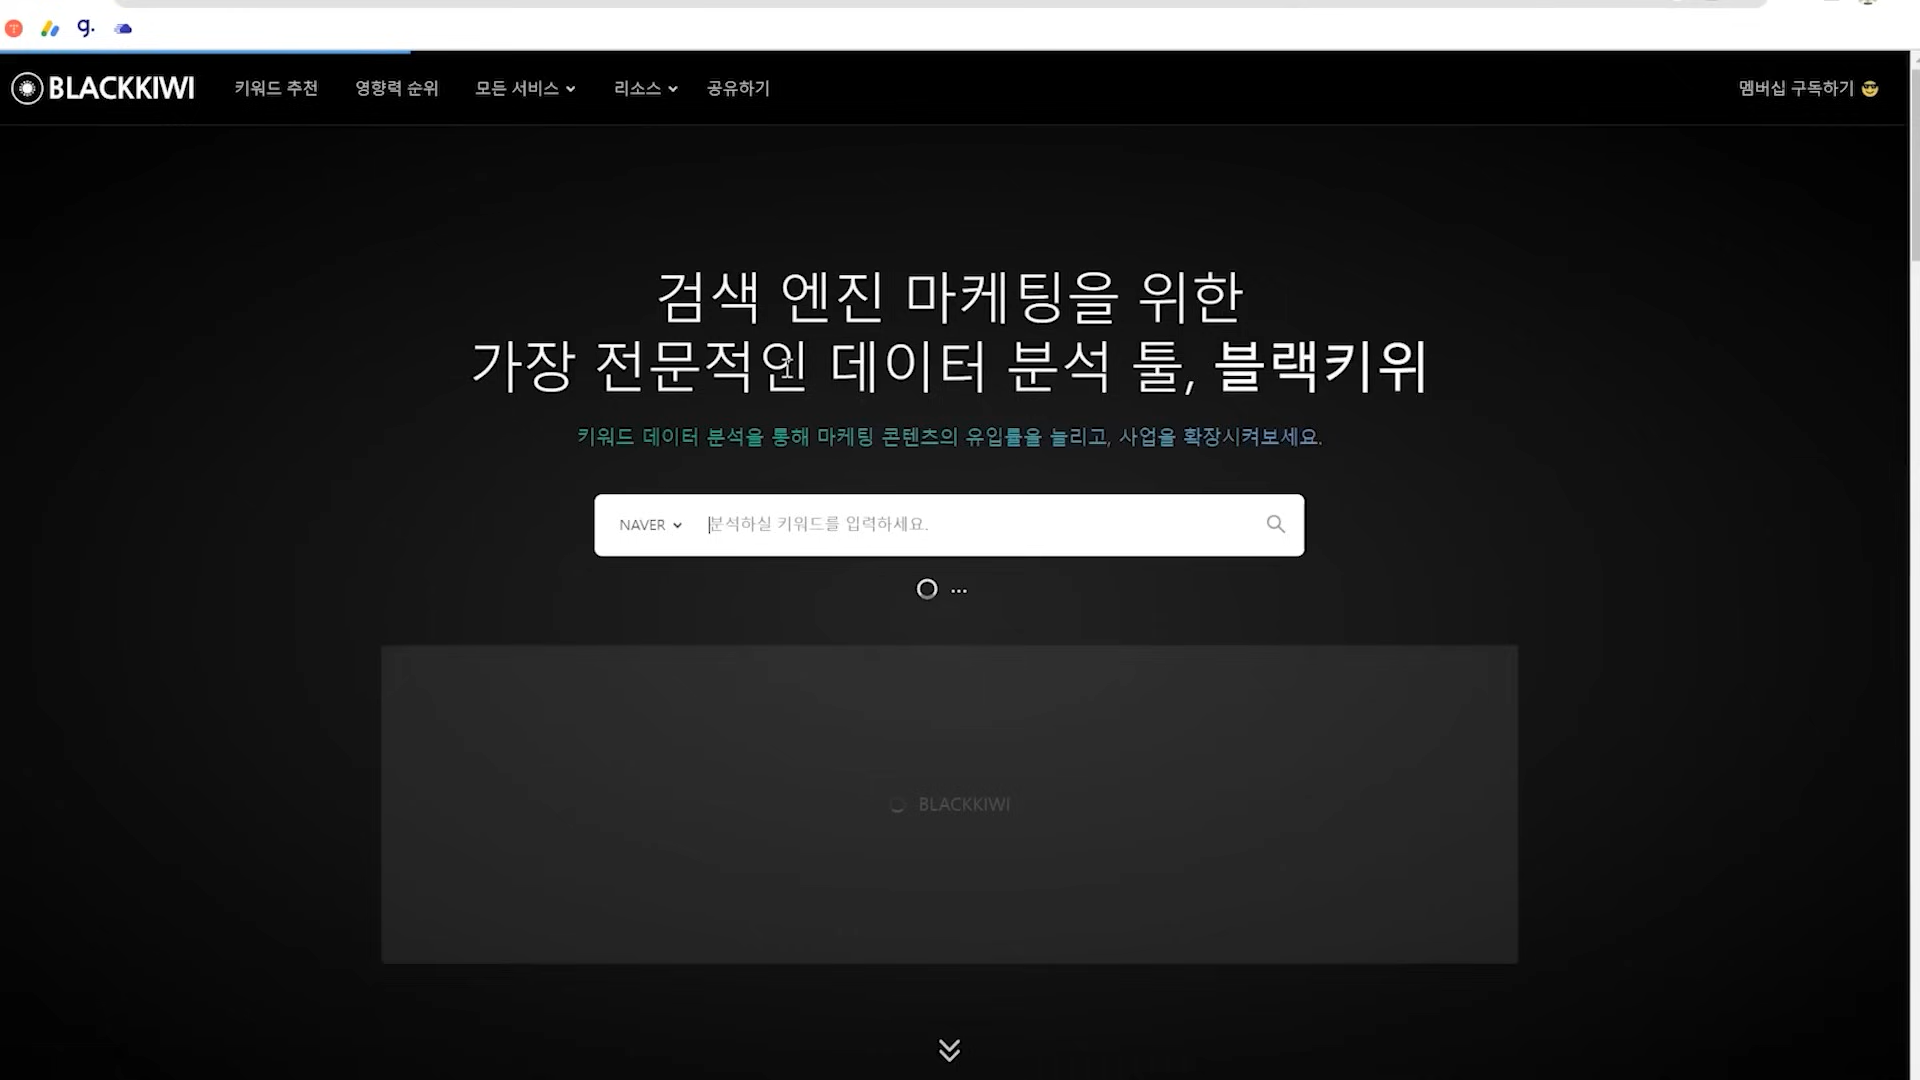 g.
BLACKKIWI 키워드 추천 영향력 순위 모든 서비스 리소스 공유하기 멤버십 구독하기 😎
검색 엔진 마케팅을 위한
가장 전문적인 데이터 분석 툴, 블랙키위
키워드 데이터 분석을 통해 마케팅 콘텐츠의 유입률을 늘리고, 사업을 확장시켜보세요.
NAVER 분석하실 키워드를 입력하세요.
...
BLACKKIWI